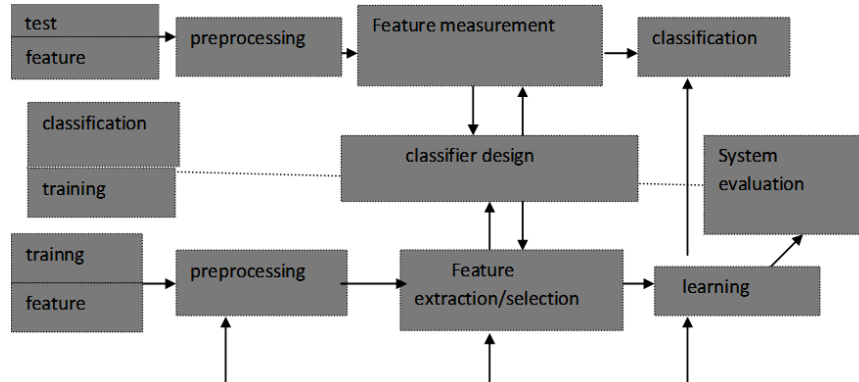 test
feature
preprocessing
Feature measurement
classification
classification
training
classifier design
System
evaluation
trainng
feature
preprocessing
Feature
extraction/selection
learning